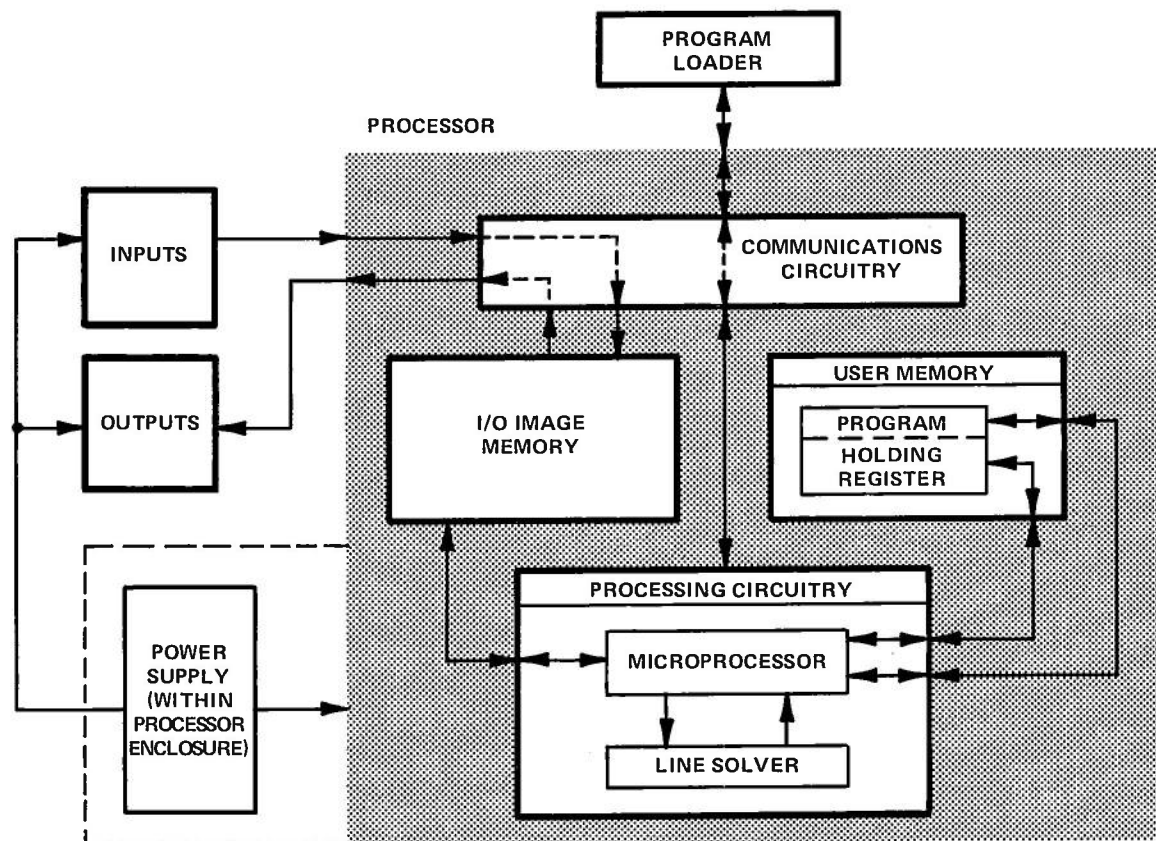 PROGRAM
LOADER
PROCESSOR
INPUTS
COMMUNICATIONS
CIRCUITRY
OUTPUTS
I/O IMAGE
MEMORY
USER MEMORY
PROGRAM
HOLDING
REGISTER
PROCESSING CIRCUITRY
MICROPROCESSOR
LINE SOLVER
POWER
SUPPLY
(WITHIN
PROCESSOR
ENCLOSURE)